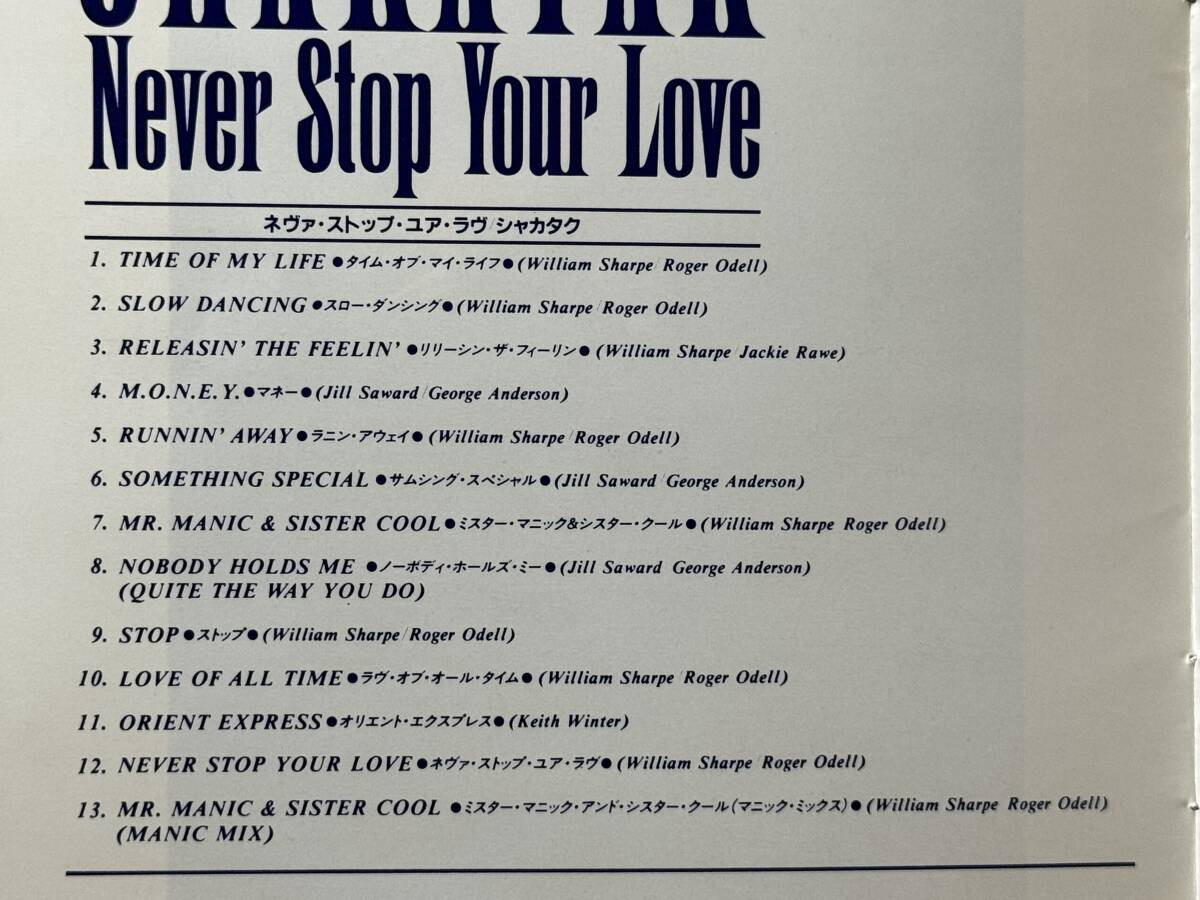 SHAKATAK
Never Stop Your Love
ネヴァ・ストップ・ユア・ラヴ/シャカタク
1. TIME OF MY LIFE ●タイム・オブ・マイ・ライフ● (William Sharpe/Roger Odell)
2. SLOW DANCING ●スロー・ダンシング● (William Sharpe/Roger Odell)
3. RELEASIN' THE FEELIN' ●リリーシン・ザ・フィーリン● (William Sharpe/Jackie Rawe)
4. M.O.N.E.Y. ●マネー● (Jill Saward/George Anderson)
5. RUNNIN' AWAY ●ラニン・アウェイ● (William Sharpe/Roger Odell)
6. SOMETHING SPECIAL ●サムシング・スペシャル● (Jill Saward/George Anderson)
7. MR. MANIC & SISTER COOL ●ミスター・マニック&シスター・クール● (William Sharpe Roger Odell)
8. NOBODY HOLDS ME ●ノーボディ・ホールズ・ミー● (Jill Saward George Anderson)
(QUITE THE WAY YOU DO)
9. STOP ●ストップ● (William Sharpe/Roger Odell)
10. LOVE OF ALL TIME ●ラヴ・オブ・オール・タイム● (William Sharpe/Roger Odell)
11. ORIENT EXPRESS ●オリエント・エクスプレス● (Keith Winter)
12. NEVER STOP YOUR LOVE ●ネヴァ・ストップ・ユア・ラヴ● (William Sharpe/Roger Odell)
13. MR. MANIC & SISTER COOL ●ミスター・マニック・アンド・シスター・クール(マニック・ミックス)● (William Sharpe Roger Odell)
(MANIC MIX)